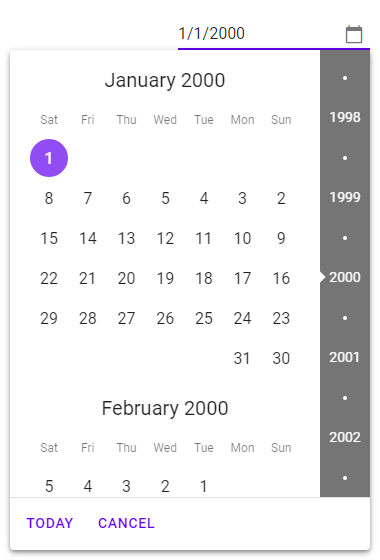 1/1/2000
January 2000
Sat Fri Thu Wed Tue Mon Sun
1
8 7 6 5 4 3 2
15 14 13 12 11 10 9
22 21 20 19 18 17 16
29 28 27 26 25 24 23
31 30
February 2000
Sat Fri Thu Wed Tue Mon Sun
5 4 3 2 1
1998
1999
2000
2001
2002
TODAY CANCEL